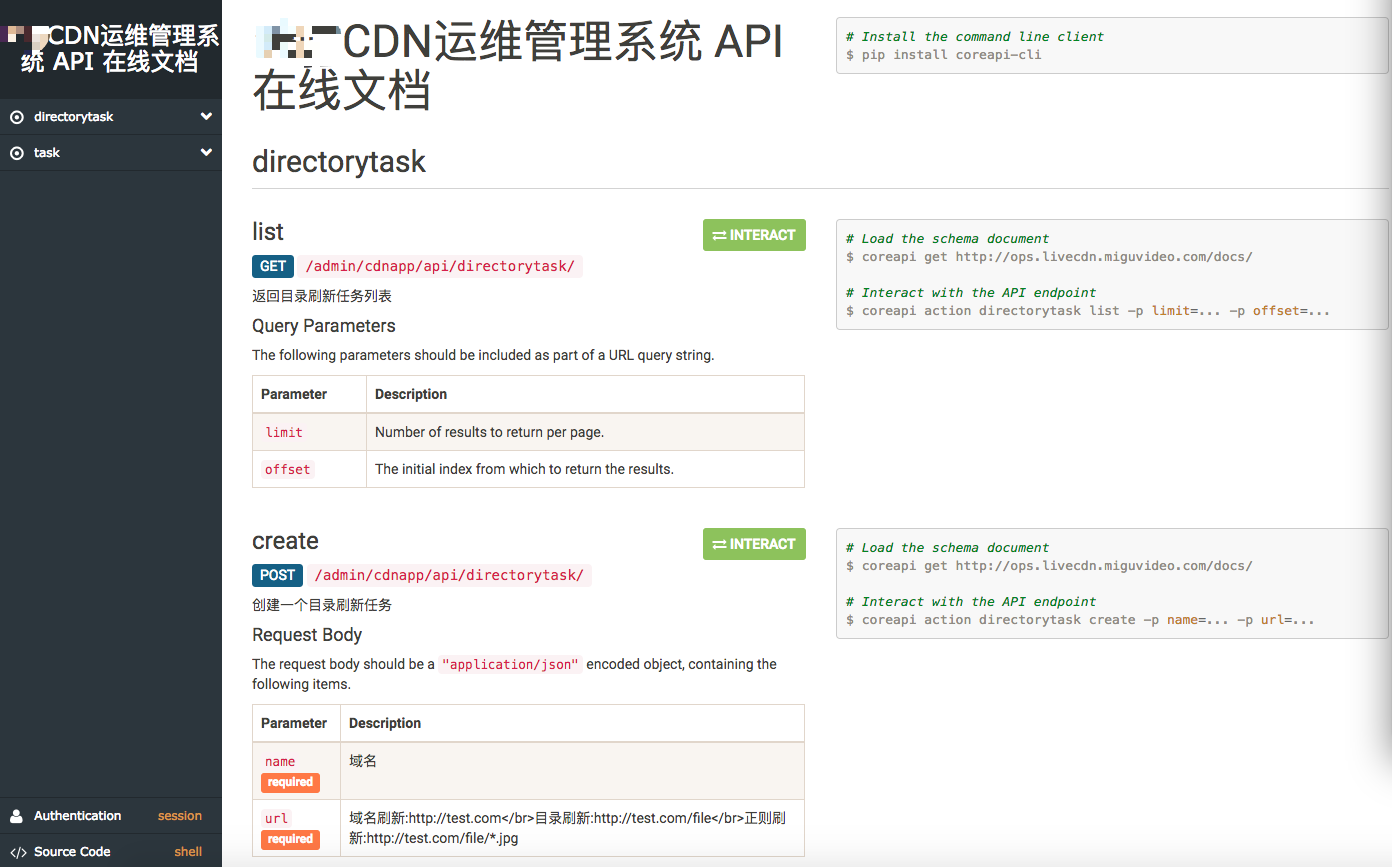 CDN运维管理系
统 API 在线文档
directorytask
task
Authentication session
Source Code shell
CDN运维管理系统 API
在线文档
directorytask
list
INTERACT
GET /admin/cdnapp/api/directorytask/
返回目录刷新任务列表
Query Parameters
The following parameters should be included as part of a URL query string.
Parameter Description
limit Number of results to return per page.
offset The initial index from which to return the results.
create
INTERACT
POST /admin/cdnapp/api/directorytask/
创建一个目录刷新任务
Request Body
The request body should be a "application/json" encoded object, containing the
following items.
Parameter Description
name 域名
required
url 域名刷新:http://test.com</br>目录刷新:http://test.com/file</br>正则刷
required 新:http://test.com/file/*.jpg
# Install the command line client
$ pip install coreapi-cli
# Load the schema document
$ coreapi get http://ops.livecdn.miguvideo.com/docs/
# Interact with the API endpoint
$ coreapi action directorytask list -p limit=... -p offset=...
# Load the schema document
$ coreapi get http://ops.livecdn.miguvideo.com/docs/
# Interact with the API endpoint
$ coreapi action directorytask create -p name=... -p url=...